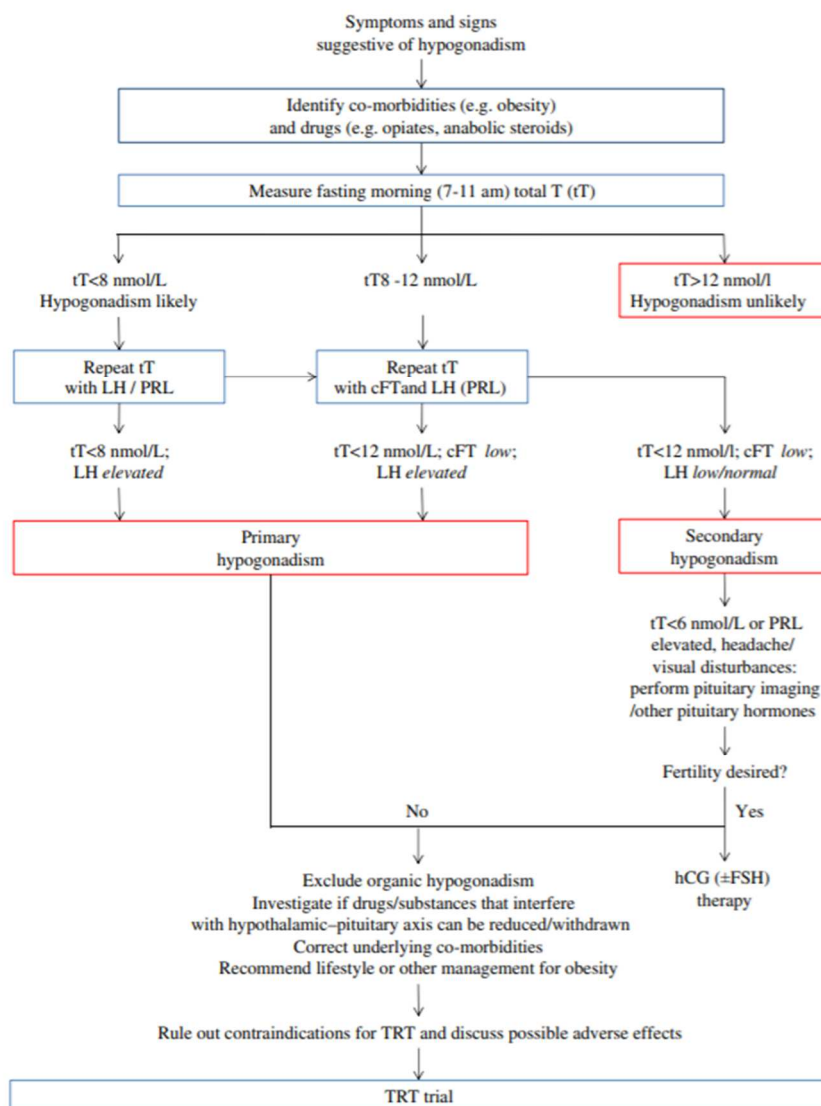 Symptoms and signs
suggestive of hypogonadism
Identify co-morbidities (e.g. obesity)
and drugs (e.g. opiates, anabolic steroids)
Measure fasting morning (7-11 am) total T (tT)
tT<8 nmol/L
Hypogonadism likely
tT8 -12 nmol/L
tT>12 nmol/l
Hypogonadism unlikely
Repeat tT
with LH / PRL
Repeat tT
with cFTand LH (PRL)
tT<8 nmol/L;
LH elevated
tT<12 nmol/L; cFT low;
LH elevated
tT<12 nmol/l; cFT low;
LH low/normal
Primary
hypogonadism
Secondary
hypogonadism
tT<6 nmol/L or PRL
elevated, headache/
visual disturbances:
perform pituitary imaging
/other pituitary hormones
Fertility desired?
No
Yes
Exclude organic hypogonadism
Investigate if drugs/substances that interfere
with hypothalamic–pituitary axis can be reduced/withdrawn
Correct underlying co-morbidities
Recommend lifestyle or other management for obesity
hCG (±FSH)
therapy
Rule out contraindications for TRT and discuss possible adverse effects
TRT trial